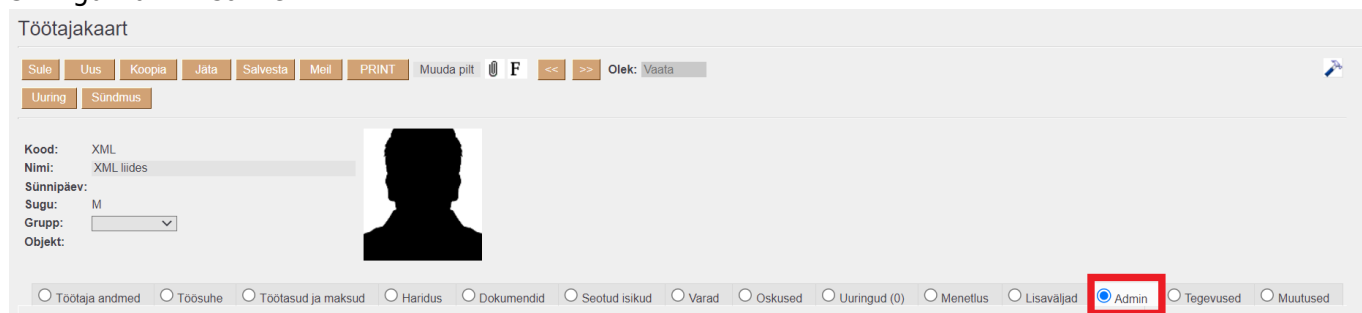 Töötajakaart
Sule Uus Koopia Jäta Salvesta Meil PRINT Muuda pilt F << >> Olek: Vaata
Uuring Sündmus
Kood: XML
Nimi: XML liides
Sünnipäev:
Sugu: M
Grupp:
Objekt:
Töötaja andmed Töösuhe Töötasud ja maksud Haridus Dokumendid Seotud isikud Varad Oskused Uuringud (0) Menetlus Lisaväljad Admin Tegevused Muutused